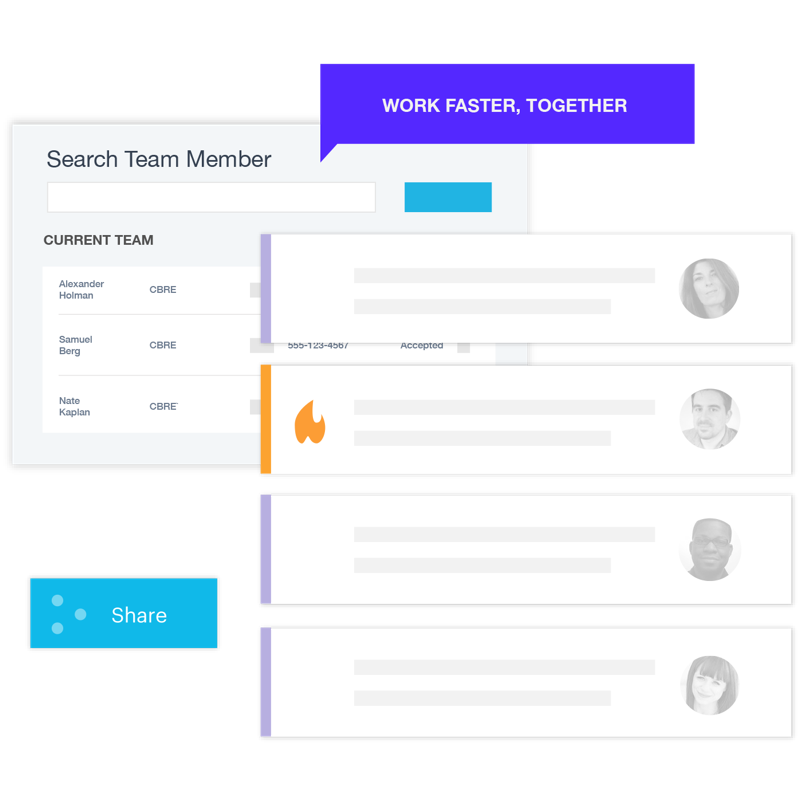 WORK FASTER, TOGETHER
Search Team Member
CURRENT TEAM
Alexander
Holman
CBRE
Samuel
Berg
CBRE
555-123-4567
Accepted
Nate
Kaplan
CBRE
Share